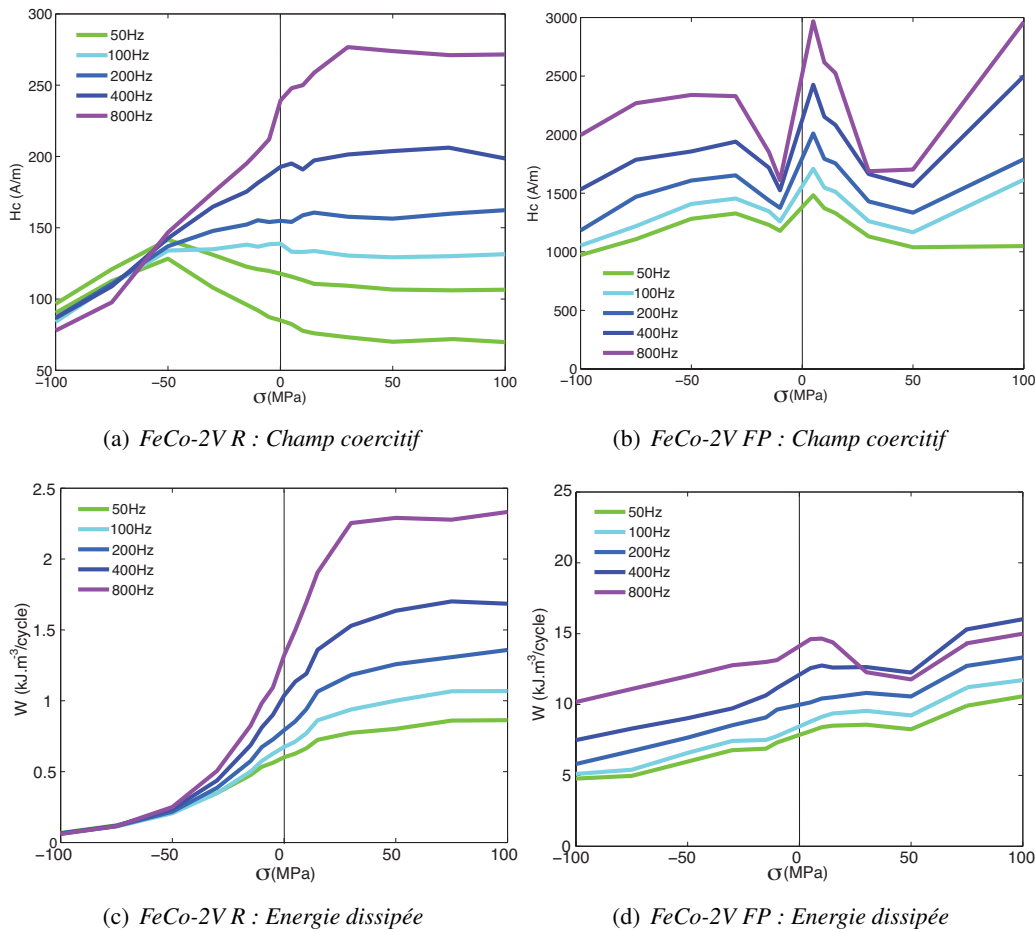 300
250
200
150
100
50
Hc (A/m)
50Hz
100Hz
200Hz
400Hz
800Hz
−100
−50
0
50
100
σ(MPa)
(a) FeCo-2V R : Champ coercitif
3000
2500
2000
1500
1000
500
0
Hc (A/m)
50Hz
100Hz
200Hz
400Hz
800Hz
−100
−50
0
50
100
σ(MPa)
(b) FeCo-2V FP : Champ coercitif
2.5
2
1.5
1
0.5
0
W (kJ.m³/cycle)
50Hz
100Hz
200Hz
400Hz
800Hz
−100
−50
0
50
100
σ(MPa)
(c) FeCo-2V R : Energie dissipée
25
20
15
10
5
0
W (kJ.m³/cycle)
50Hz
100Hz
200Hz
400Hz
800Hz
−100
−50
0
50
100
σ(MPa)
(d) FeCo-2V FP : Energie dissipée